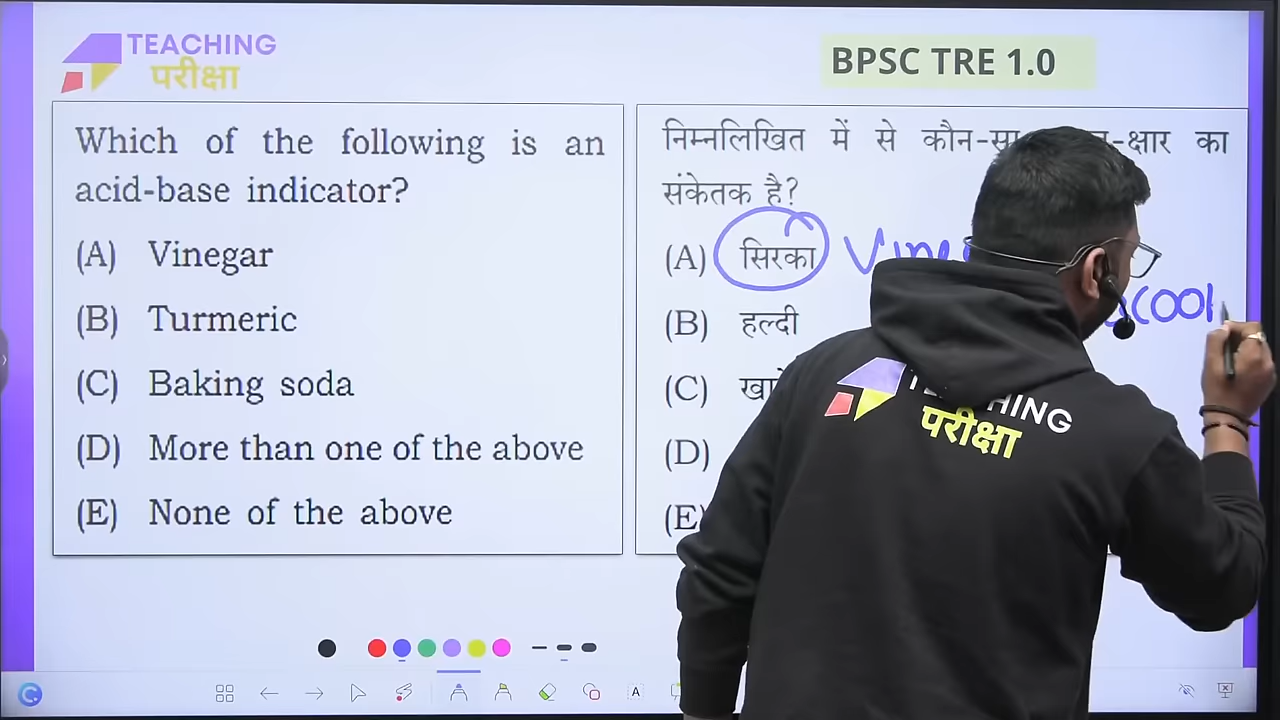 TEACHING
परीक्षा
BPSC TRE 1.0
Which of the following is an
acid-base indicator?
(A) Vinegar
(B) Turmeric
(C) Baking soda
(D) More than one of the above
(E) None of the above
निम्नलिखित में से कौन-सा -क्षार का
संकेतक है?
(A) सिरका
(B) हल्दी
(C)
(D)
(E)
COOH
TEACHING
परीक्षा